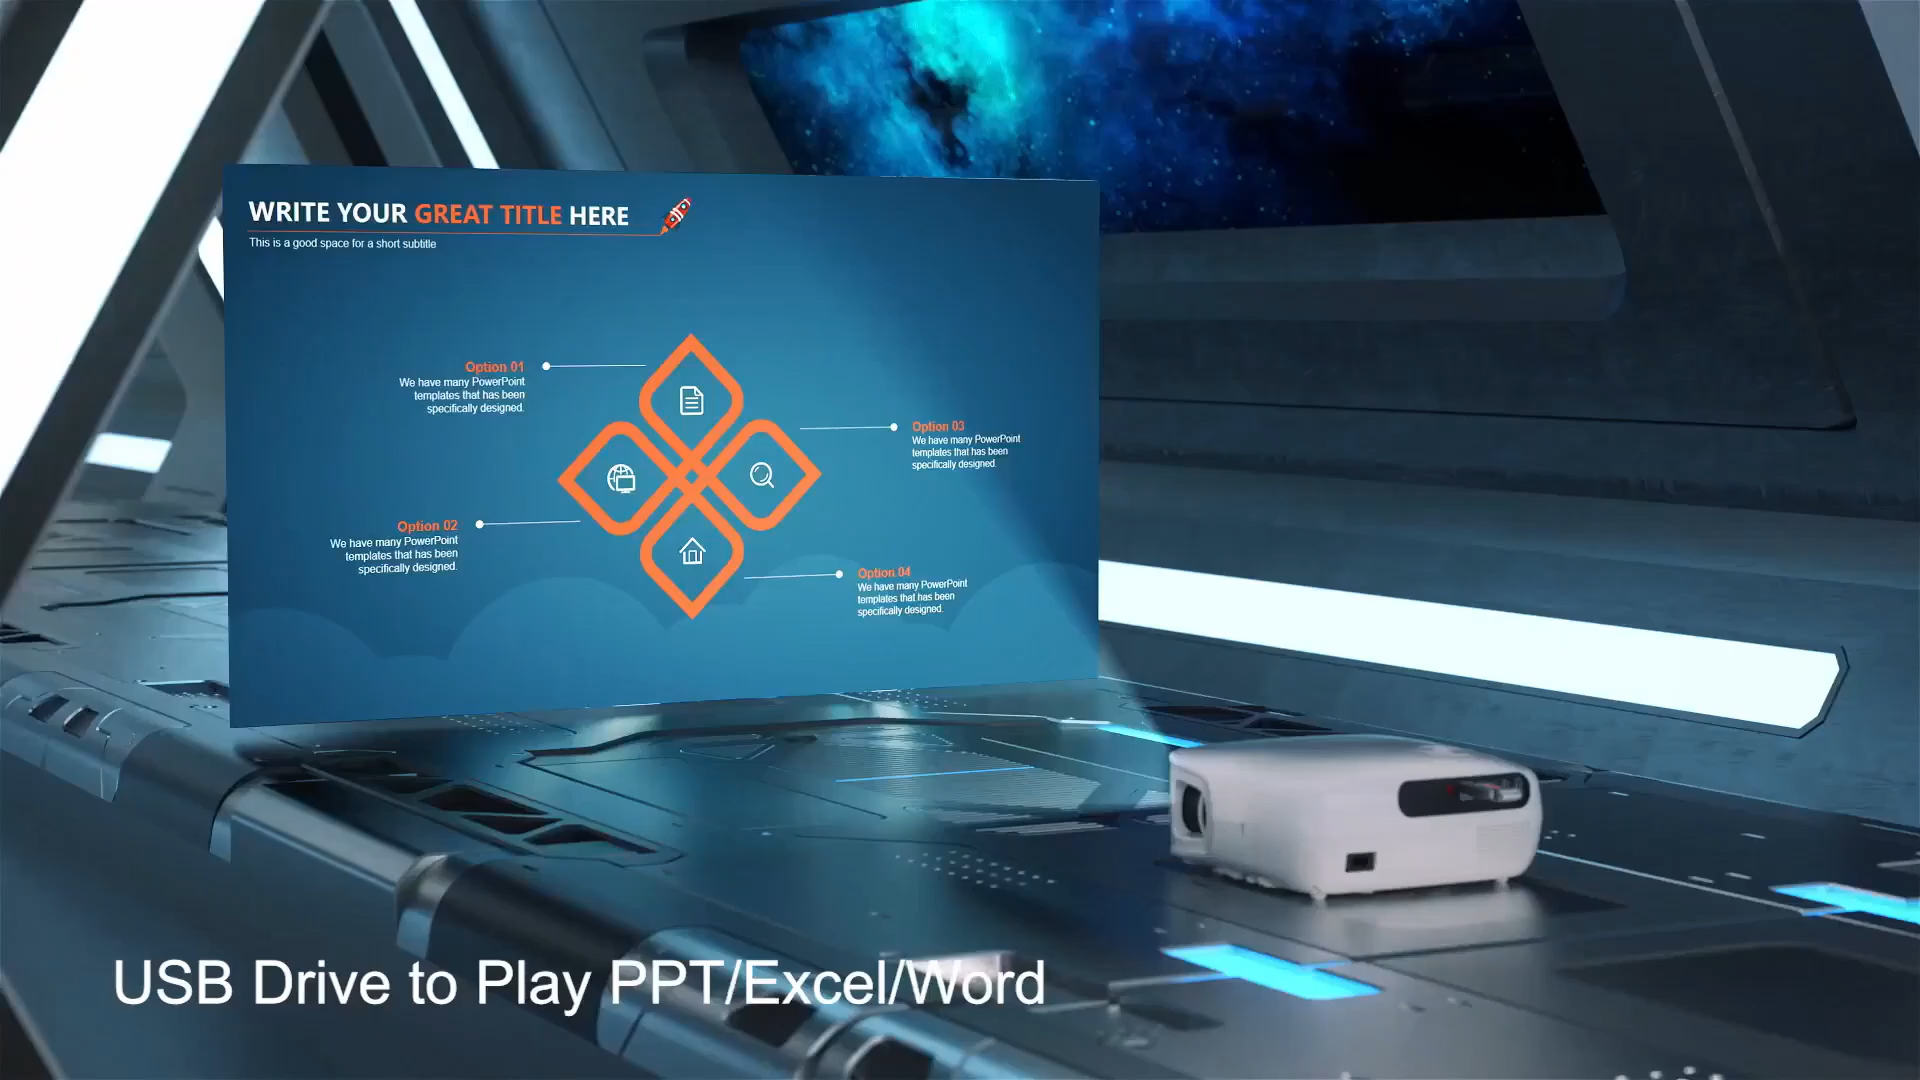 WRITE YOUR GREAT TITLE HERE
This is a good space for a short subtitle
Option 01
We have many PowerPoint
templates that has been
specifically designed.
Option 02
We have many PowerPoint
templates that has been
specifically designed.
Option 03
We have many PowerPoint
templates that has been
specifically designed.
Option 04
We have many PowerPoint
templates that has been
specifically designed.
USB Drive to Play PPT/Excel/Word